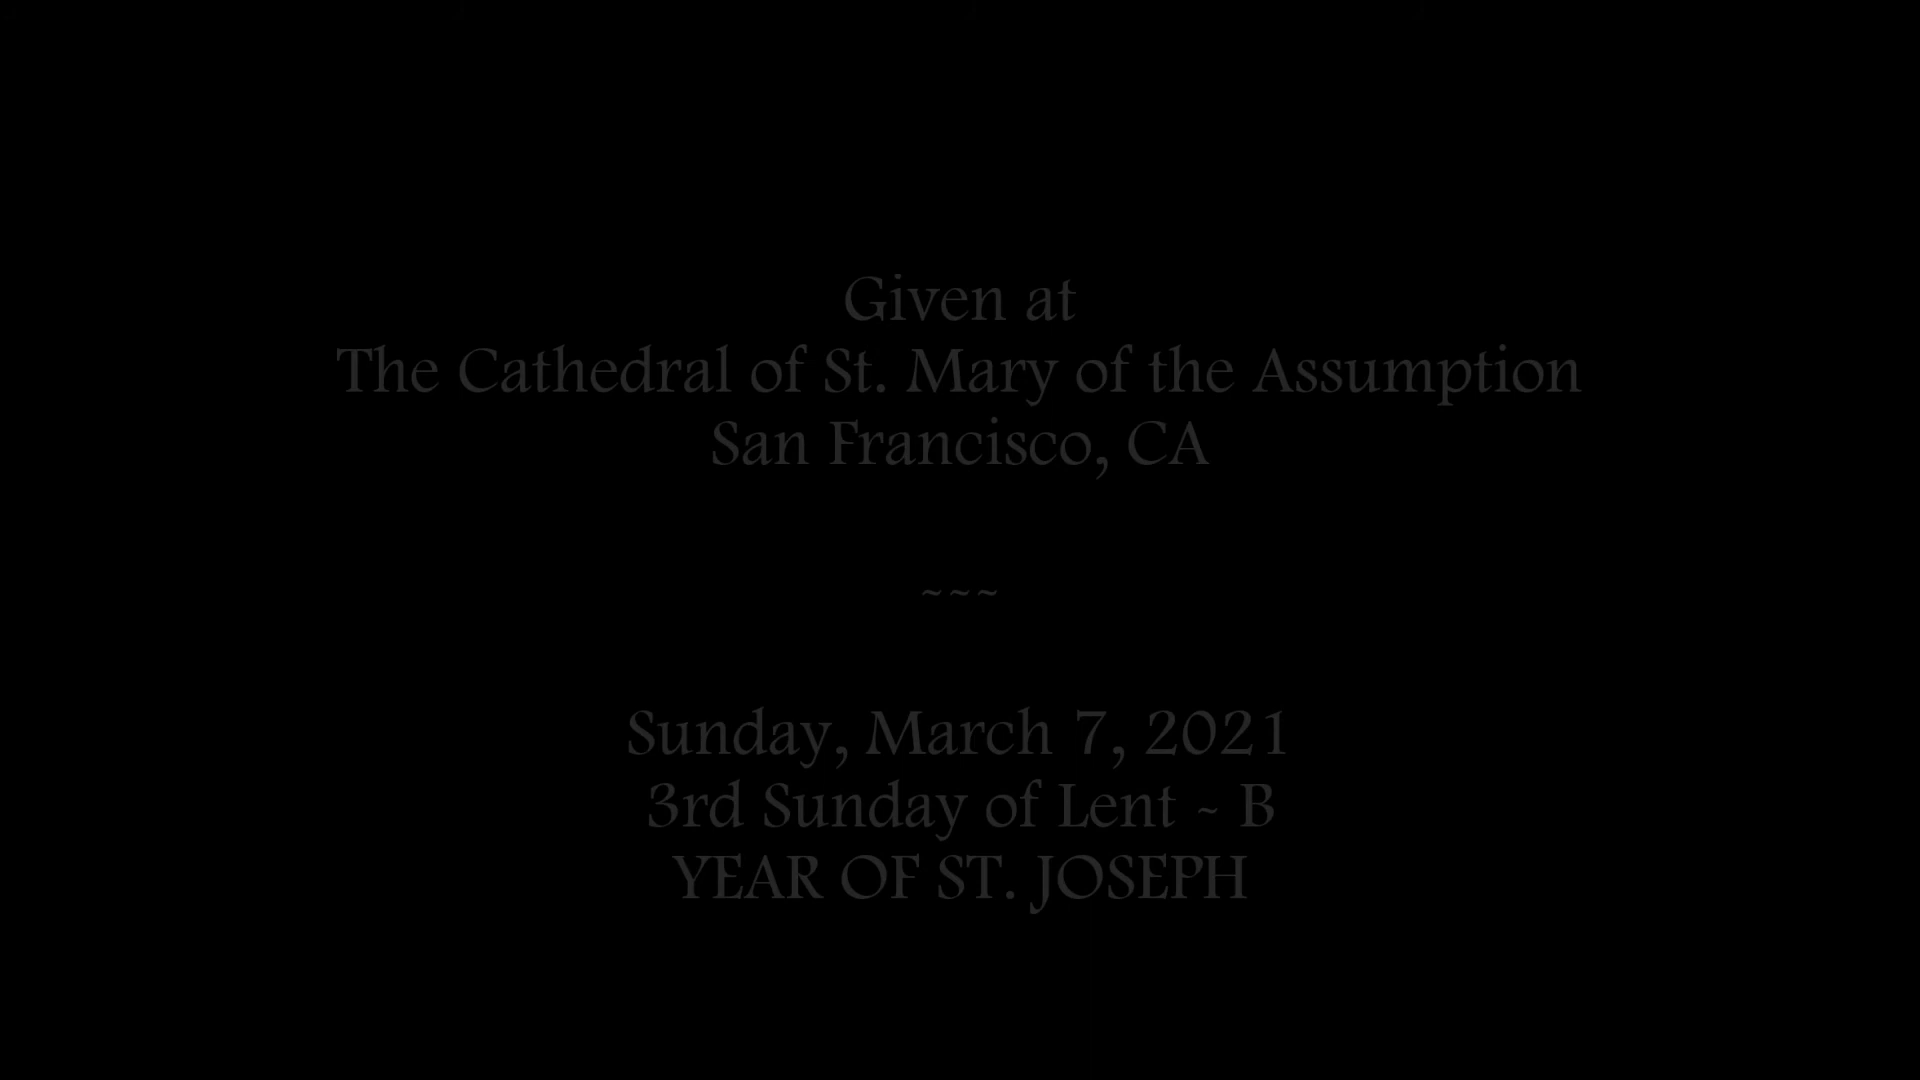 Given at
The Cathedral of St. Mary of the Assumption
San Francisco, CA
~~~
Sunday, March 7, 2021
3rd Sunday of Lent ~ B
YEAR OF ST. JOSEPH